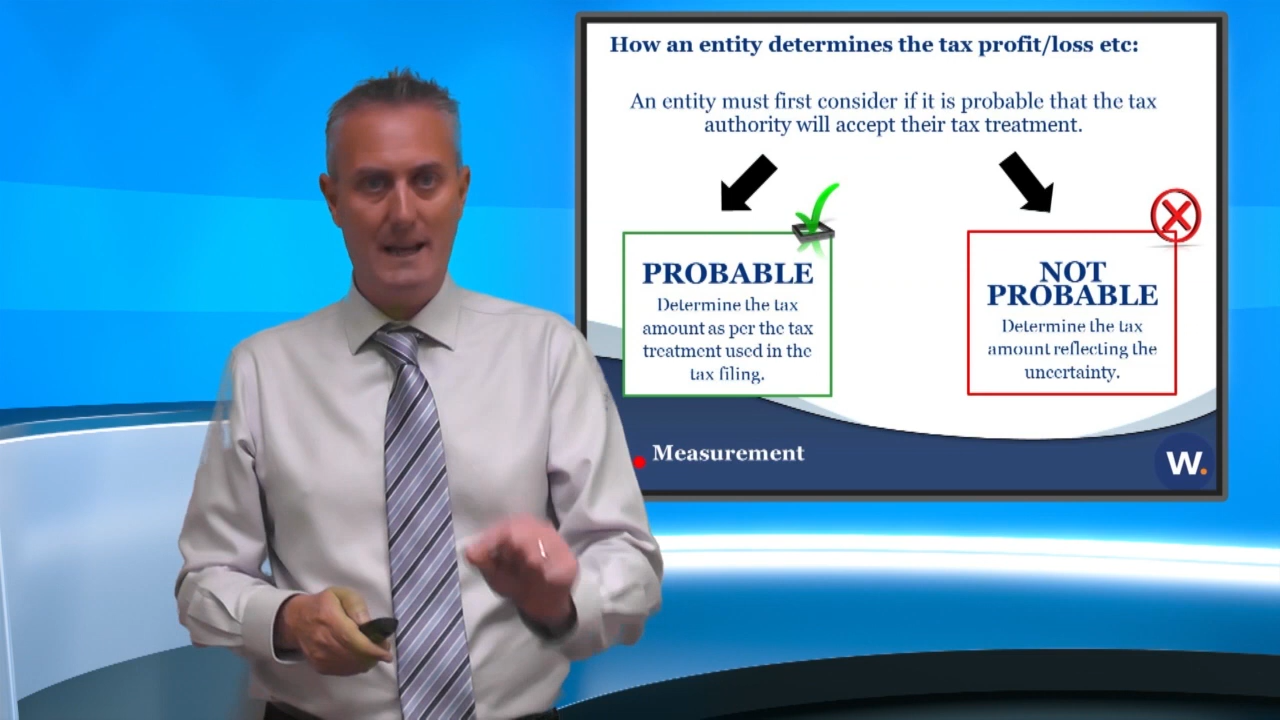 How an entity determines the tax profit/loss etc:
An entity must first consider if it is probable that the tax
authority will accept their tax treatment.
PROBABLE
Determine the tax
amount as per the tax
treatment used in the
tax filing.
NOT
PROBABLE
Determine the tax
amount reflecting the
uncertainty.
Measurement
W.